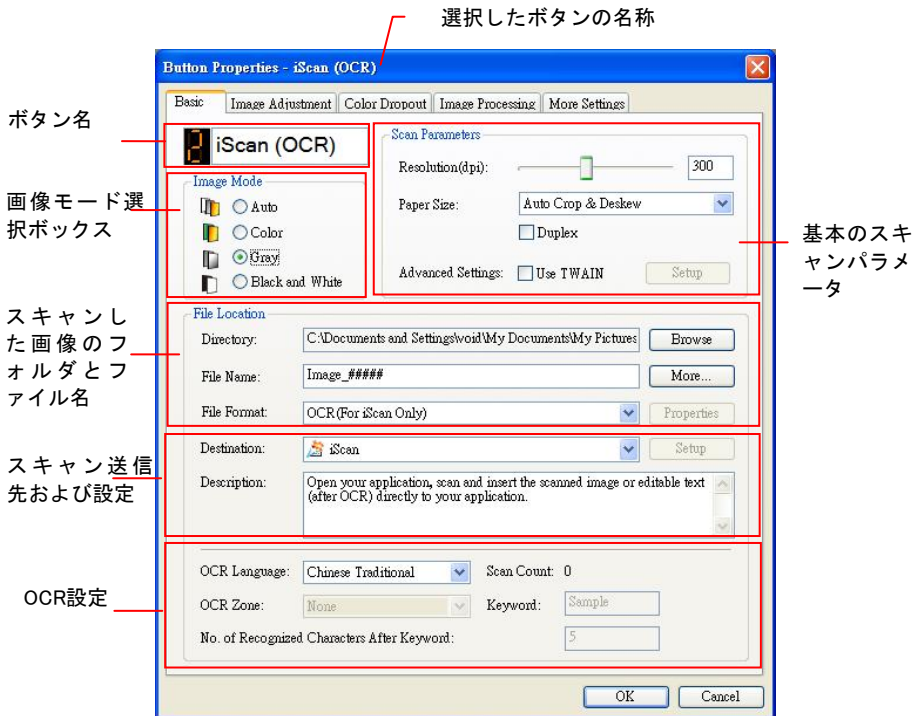 選択したボタンの名称
Button Properties - iScan (OCR)
Basic Image Adjustment Color Dropout Image Processing More Settings
ボタン名
2 iScan (OCR)
画像モード選
択ボックス
Image Mode
Auto
Color
Gray
Black and White
Scan Parameters
Resolution(dpi): 300
Paper Size: Auto Crop & Deskew
Duplex
Advanced Settings: Use TWAIN Setup
基本のスキ
ャンパラメ
ータ
スキャンし
た画像のフ
ォルダとフ
ァイル名
File Location
Directory: C:\Documents and Settings\void\My Documents\My Pictures Browse
File Name: Image_##### More...
File Format: OCR(For iScan Only) Properties
スキャン送信
先および設定
Destination: iScan Setup
Description: Open your application, scan and insert the scanned image or editable text
(after OCR) directly to your application.
OCR設定
OCR Language: Chinese Traditional Scan Count: 0
OCR Zone: None Keyword: Sample
No. of Recognized Characters After Keyword: 5
OK Cancel